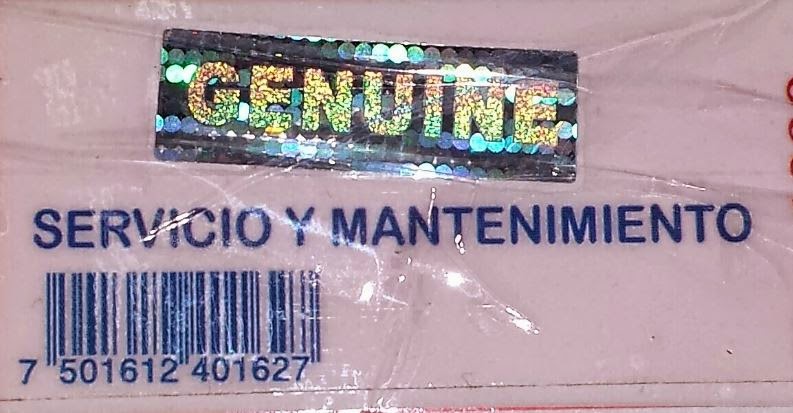 GENUINE
SERVICIO Y MANTENIMIENTO
7 501612 401627